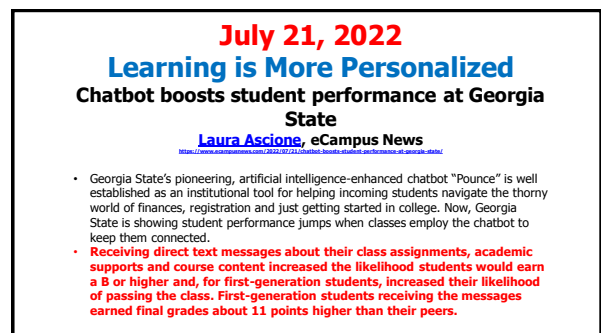 July 21, 2022
Learning is More Personalized
Chatbot boosts student performance at Georgia
State
Laura Ascione, eCampus News
https://www.ecampusnews.com/2022/07/21/chatbot-boosts-student-performance-at-georgia-state/
• Georgia State's pioneering, artificial intelligence-enhanced chatbot “Pounce” is well
established as an institutional tool for helping incoming students navigate the thorny
world of finances, registration and just getting started in college. Now, Georgia
State is showing student performance jumps when classes employ the chatbot to
keep them connected.
• Receiving direct text messages about their class assignments, academic
supports and course content increased the likelihood students would earn
a B or higher and, for first-generation students, increased their likelihood
of passing the class. First-generation students receiving the messages
earned final grades about 11 points higher than their peers.